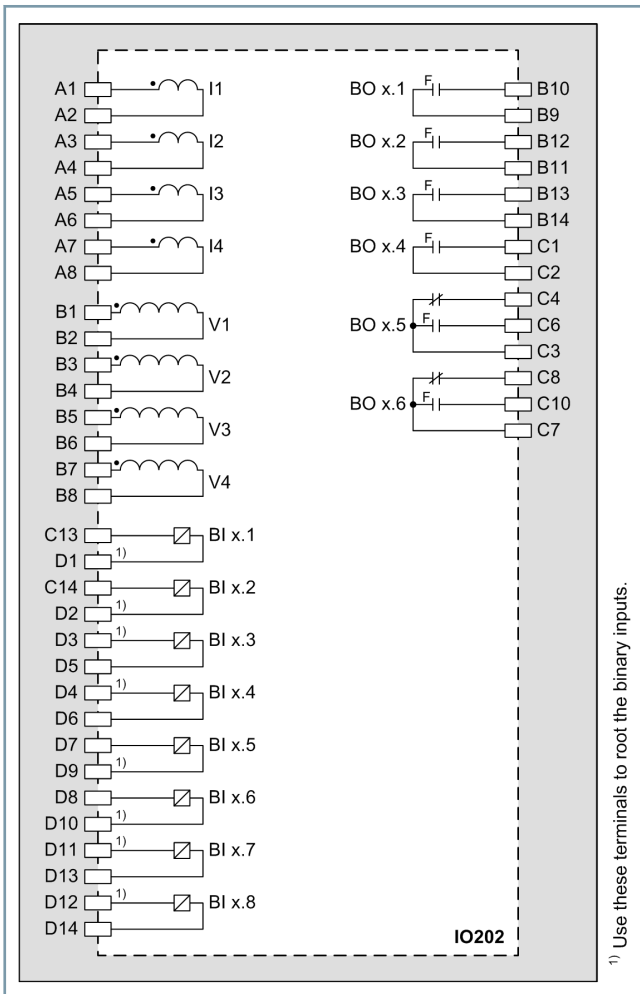 A1 I1
A2
A3 I2
A4
A5 I3
A6
A7 I4
A8
B1
B2 V1
B3
B4 V2
B5
B6 V3
B7
B8 V4
C13 BI x.1
D1 1)
C14 BI x.2
D2 1)
D3 1) BI x.3
D5
D4 1) BI x.4
D6
D7 BI x.5
D9 1)
D8 BI x.6
D10 1)
D11 1) BI x.7
D13
D12 1) BI x.8
D14
BO x.1 F B10
B9
BO x.2 F B12
B11
BO x.3 F B13
B14
BO x.4 F C1
C2
C4
BO x.5 F C6
C3
C8
BO x.6 F C10
C7
IO202
1) Use these terminals to root the binary inputs.